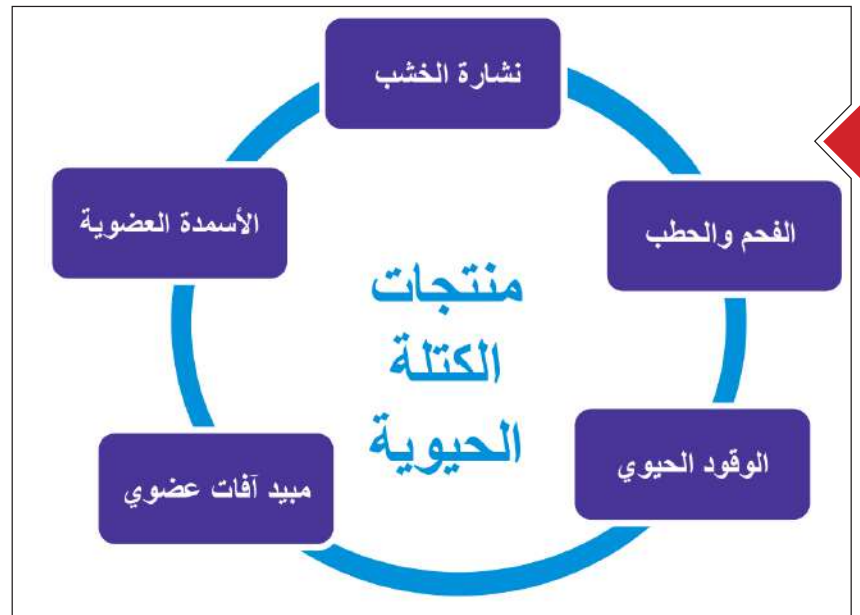 نشارة الخشب
الفحم والحطب
الوقود الحيوي
مبيد آفات عضوي
الأسمدة العضوية
منتجات
الكتلة
الحيوية